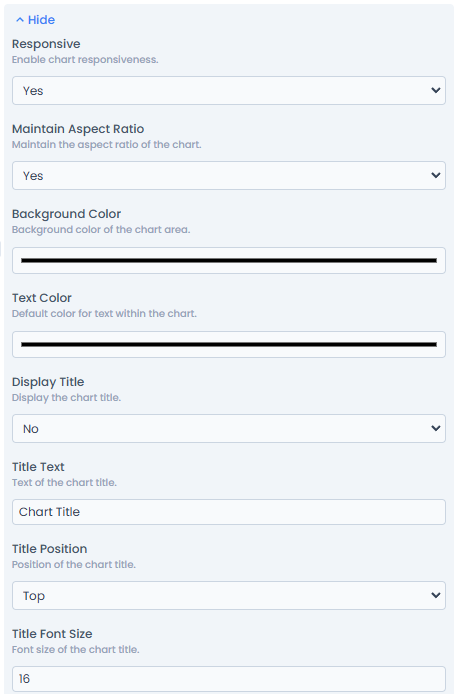 Hide
Responsive
Enable chart responsiveness.
Yes
Maintain Aspect Ratio
Maintain the aspect ratio of the chart.
Yes
Background Color
Background color of the chart area.
Text Color
Default color for text within the chart.
Display Title
Display the chart title.
No
Title Text
Text of the chart title.
Chart Title
Title Position
Position of the chart title.
Top
Title Font Size
Font size of the chart title.
16